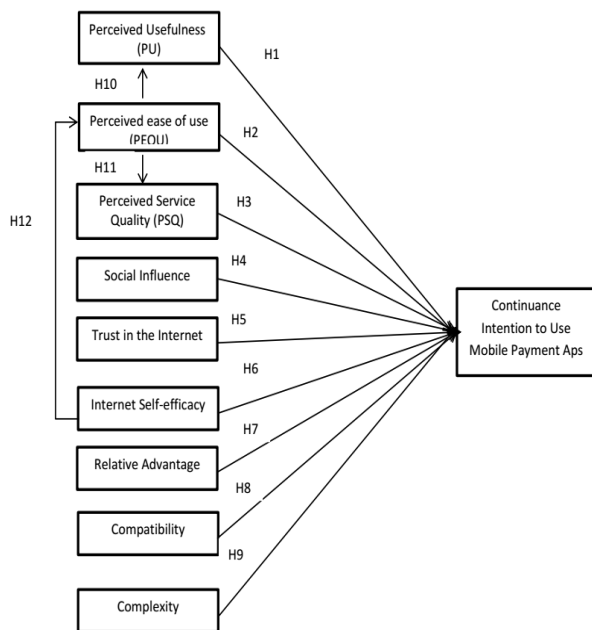 Perceived Usefulness
(PU)
H1
H10
Perceived ease of use
(PEOU)
H2
H11
Perceived Service
Quality (PSQ)
H3
H12
Social Influence
H4
Trust in the Internet
H5
Continuance
Intention to Use
Mobile Payment Aps
Internet Self-efficacy
H6
Relative Advantage
H7
Compatibility
H8
Complexity
H9